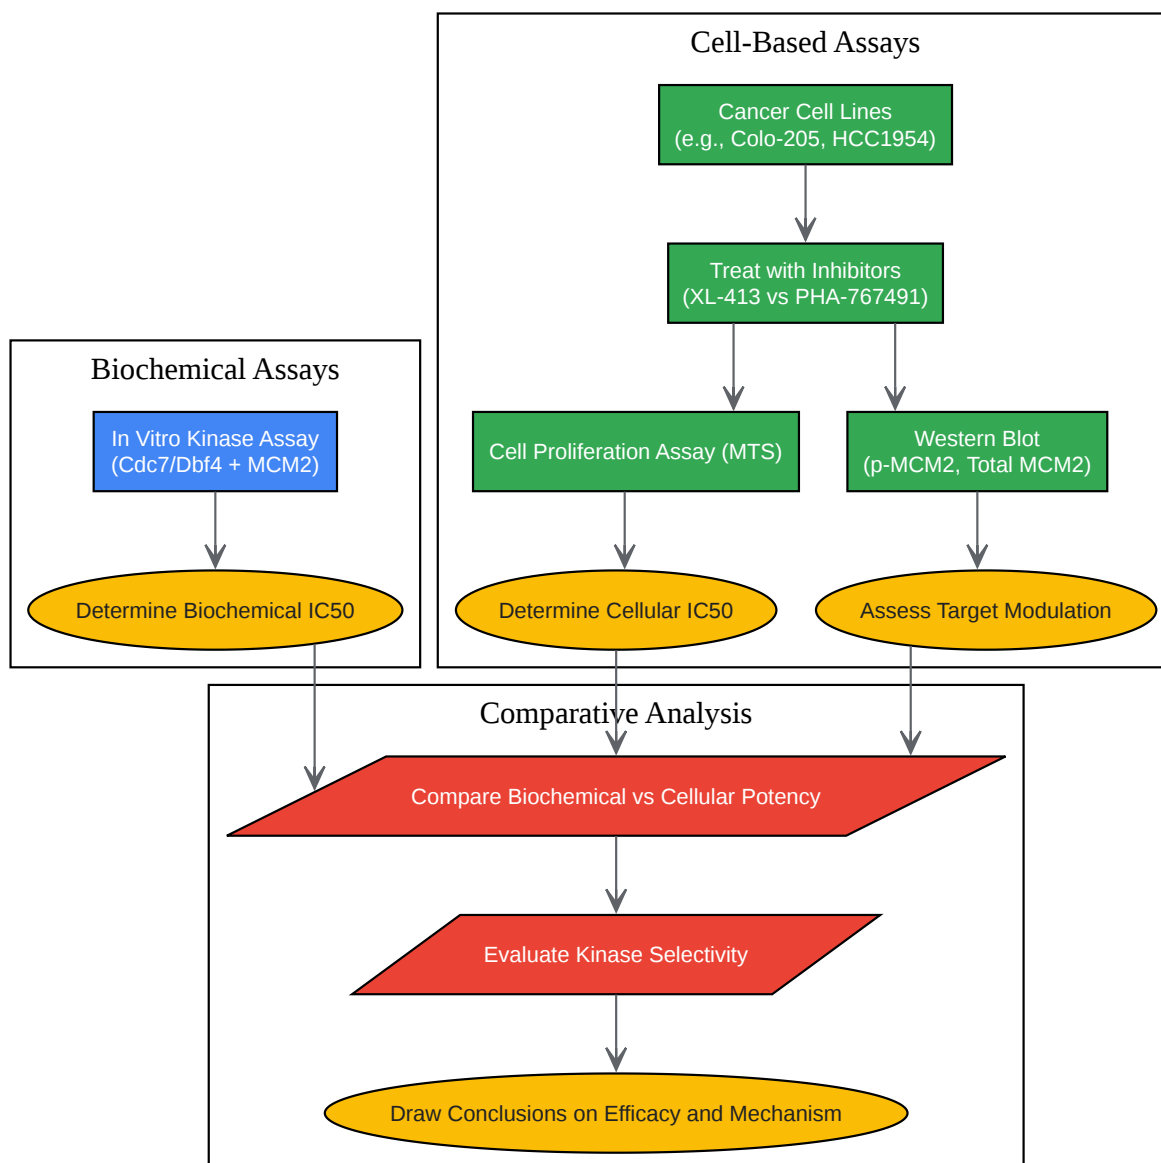 Cell-Based Assays
Cancer Cell Lines
(e.g., Colo-205, HCC1954)
Treat with Inhibitors
(XL-413 vs PHA-767491)
Biochemical Assays
In Vitro Kinase Assay
(Cdc7/Dbf4 + MCM2)
Cell Proliferation Assay (MTS)
Western Blot
(p-MCM2, Total MCM2)
Determine Biochemical IC50
Determine Cellular IC50
Assess Target Modulation
Comparative Analysis
Compare Biochemical vs Cellular Potency
Evaluate Kinase Selectivity
Draw Conclusions on Efficacy and Mechanism